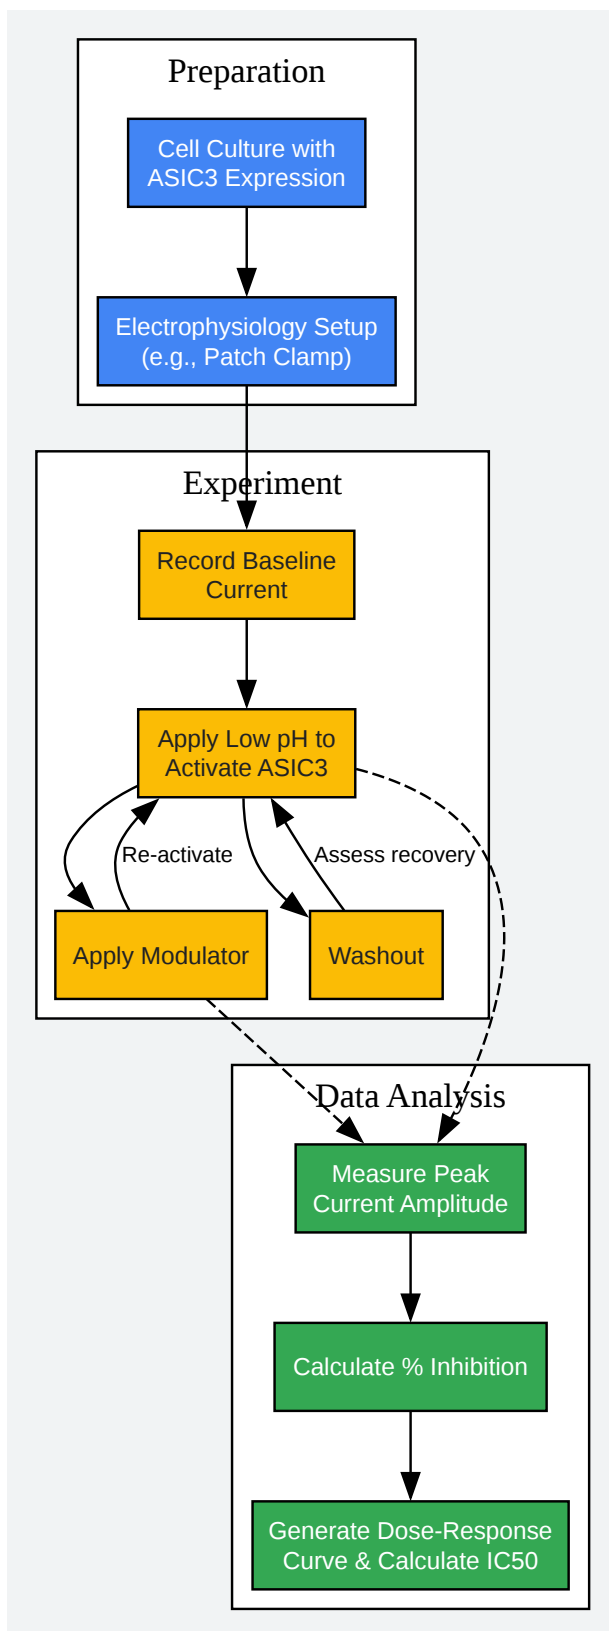 Preparation
Cell Culture with
ASIC3 Expression
Electrophysiology Setup
(e.g., Patch Clamp)
Experiment
Record Baseline
Current
Apply Low pH to
Activate ASIC3
Re-activate
Assess recovery
Apply Modulator
Washout
Data Analysis
Measure Peak
Current Amplitude
Calculate % Inhibition
Generate Dose-Response
Curve & Calculate IC50